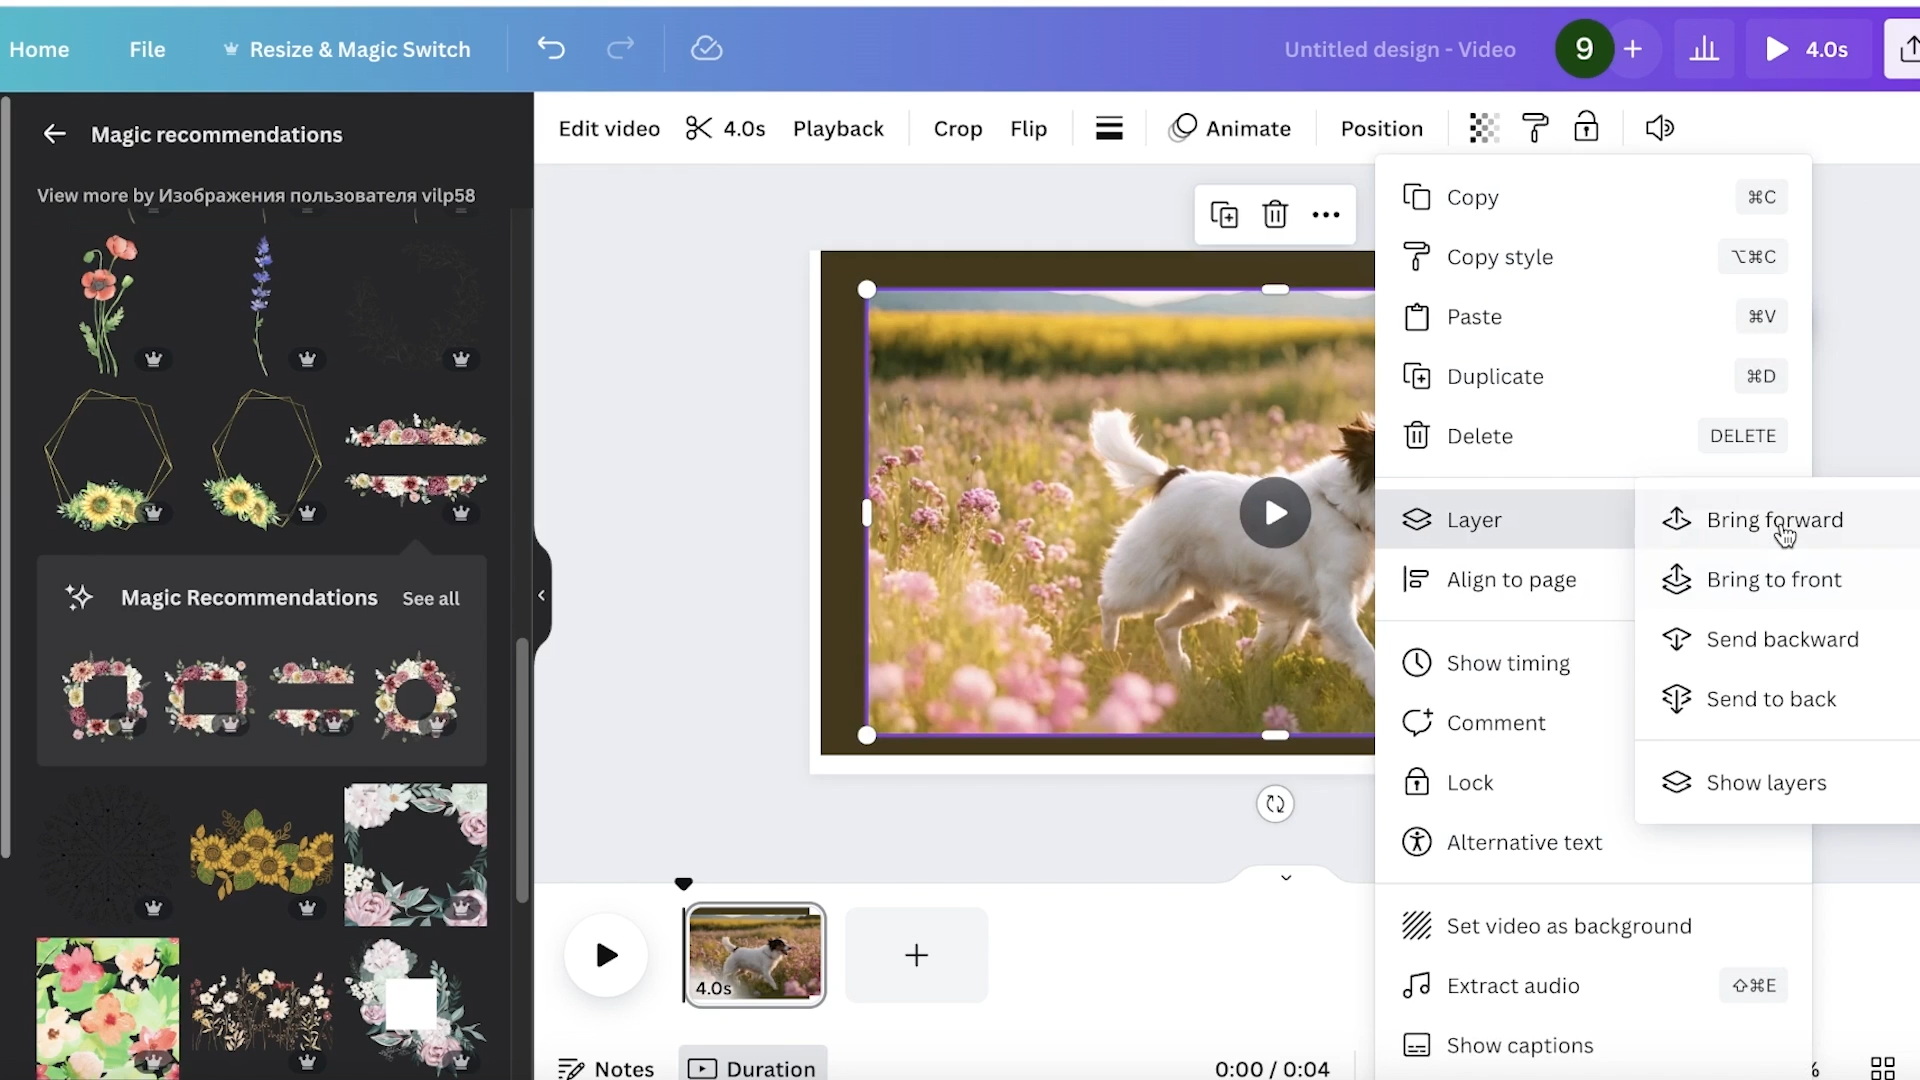 Home
File
Resize & Magic Switch
Untitled design - Video
9
4.0s
Magic recommendations
View more by Изображения пользователя vilp58
Magic Recommendations
See all
Edit video
4.0s
Playback
Crop
Flip
Animate
Position
Copy
⌘C
Copy style
⌥⌘C
Paste
⌘V
Duplicate
⌘D
Delete
DELETE
Layer
Align to page
Show timing
Comment
Lock
Alternative text
Set video as background
Extract audio
⇧⌘E
Show captions
Bring forward
Bring to front
Send backward
Send to back
Show layers
4.0s
Notes
Duration
0:00 / 0:04
%